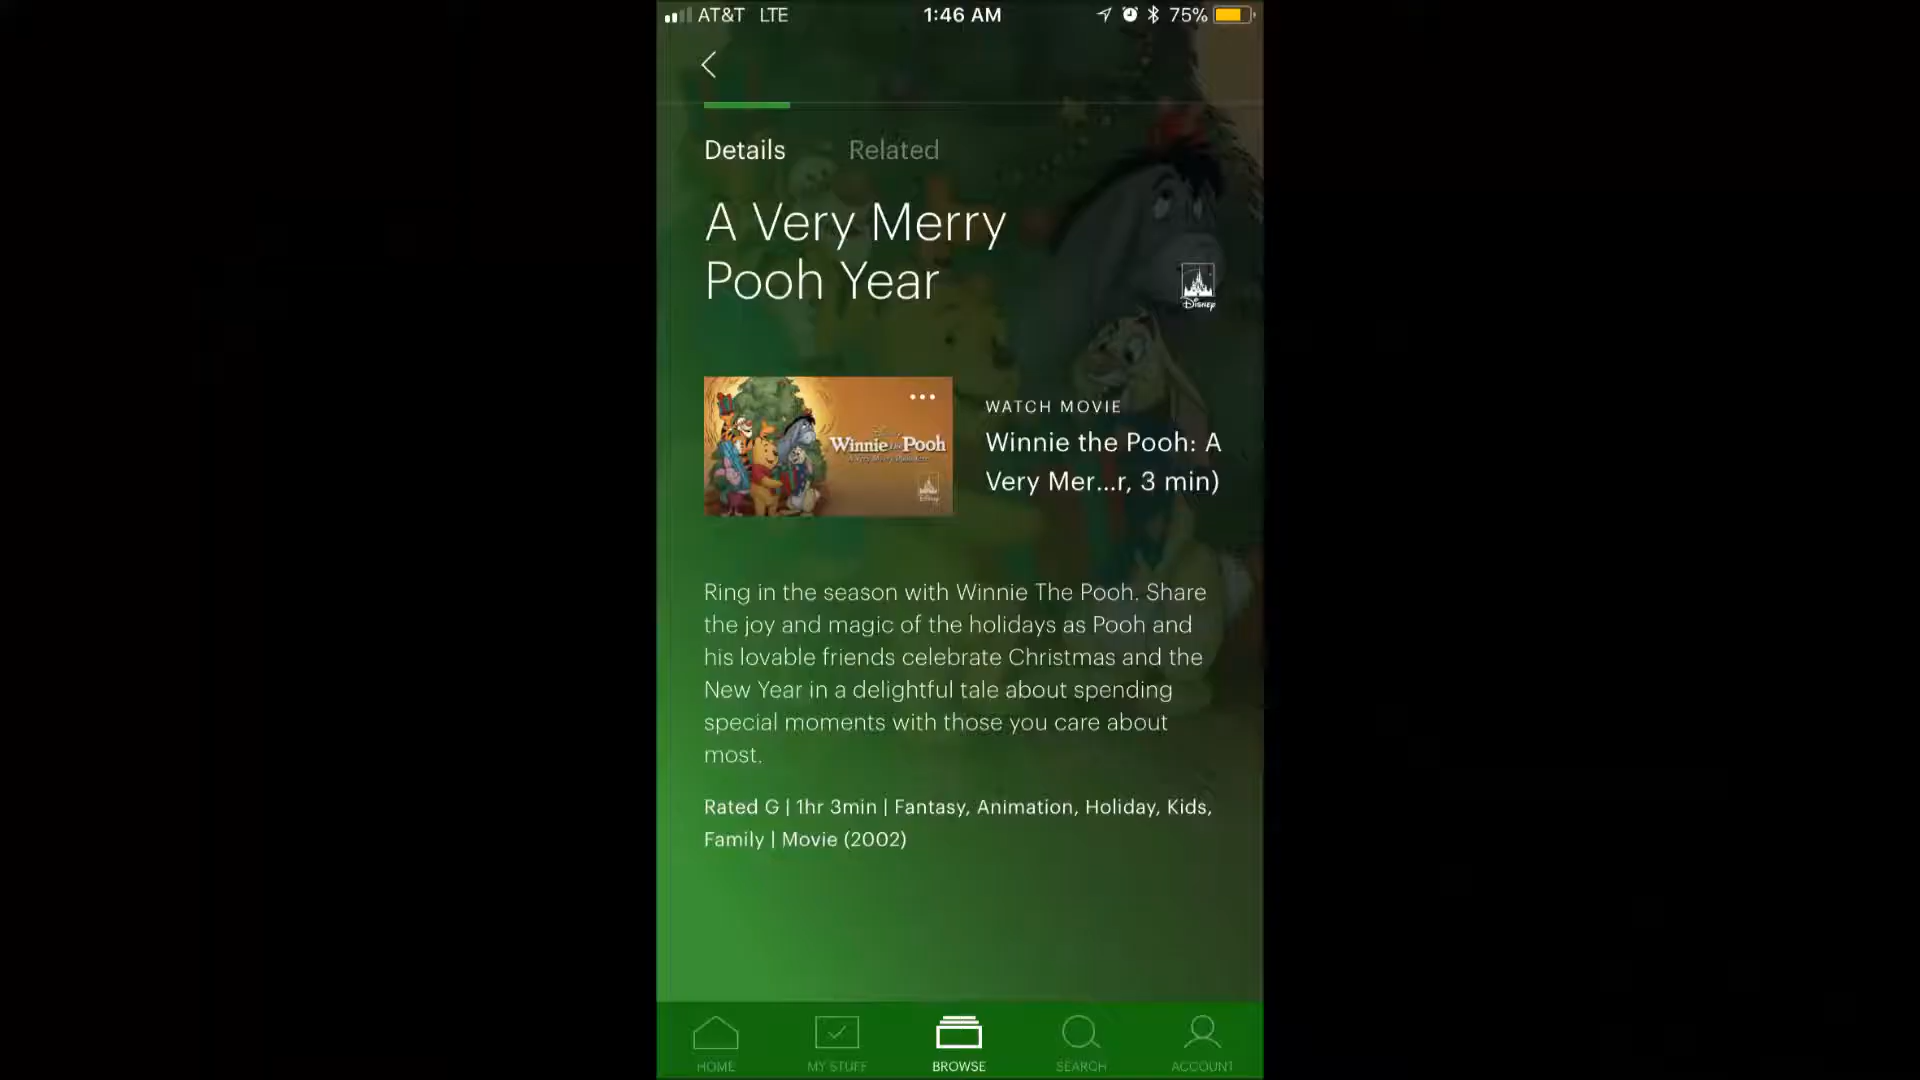 AT&T LTE 1:46 AM 75%
Details Related
A Very Merry
Pooh Year
Disney
WATCH MOVIE
Winnie the Pooh: A
Very Mer...r, 3 min)
Winnie the Pooh
Ring in the season with Winnie The Pooh. Share
the joy and magic of the holidays as Pooh and
his lovable friends celebrate Christmas and the
New Year in a delightful tale about spending
special moments with those you care about
most.
Rated G | 1hr 3min | Fantasy, Animation, Holiday, Kids,
Family | Movie (2002)
HOME MY STUFF BROWSE SEARCH ACCOUNT